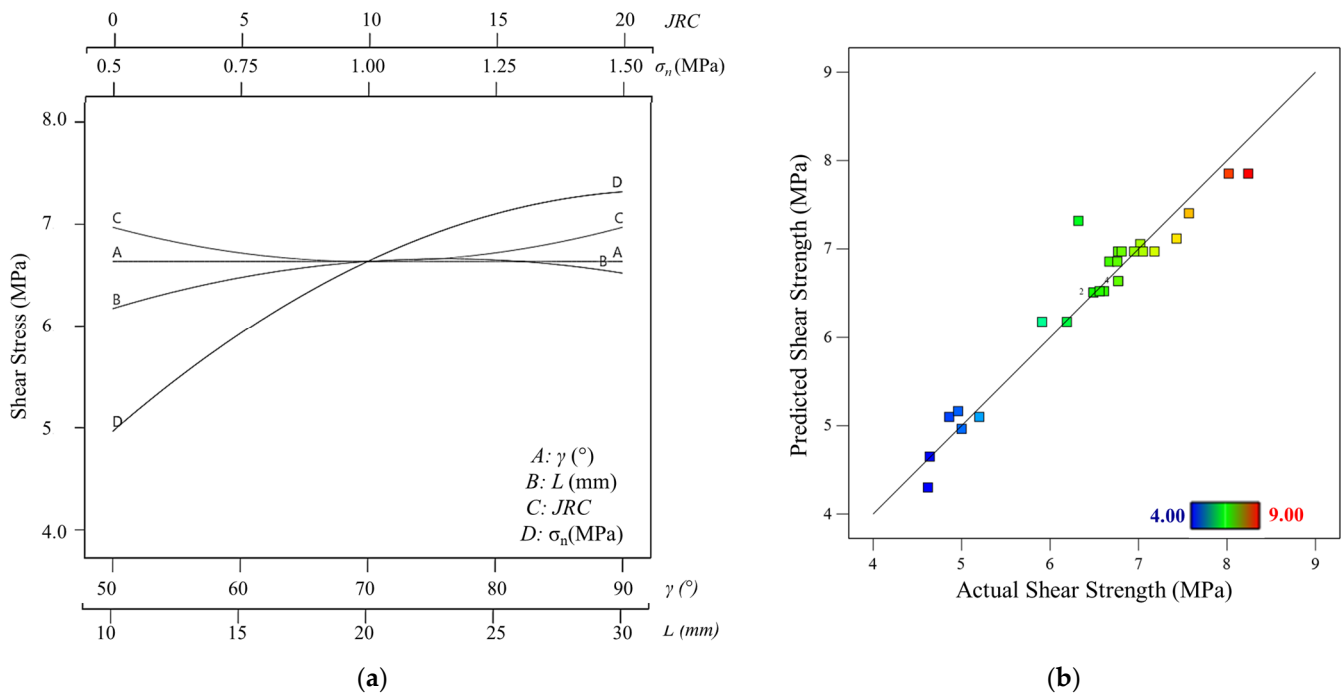 0 5 10 15 20 JRC
0.5 0.75 1.00 1.25 1.50 σn(MPa)
8.0
7
6
5
4.0
Shear Stress (MPa)
D
C C
A A
B B
D
A: γ (°)
B: L (mm)
C: JRC
D: σn(MPa)
50 60 70 80 90 γ (°)
10 15 20 25 30 L (mm)
(a)
9
8
7
6
5
4
Predicted Shear Strength (MPa)
2
4
4.00 9.00
4 5 6 7 8 9
Actual Shear Strength (MPa)
(b)